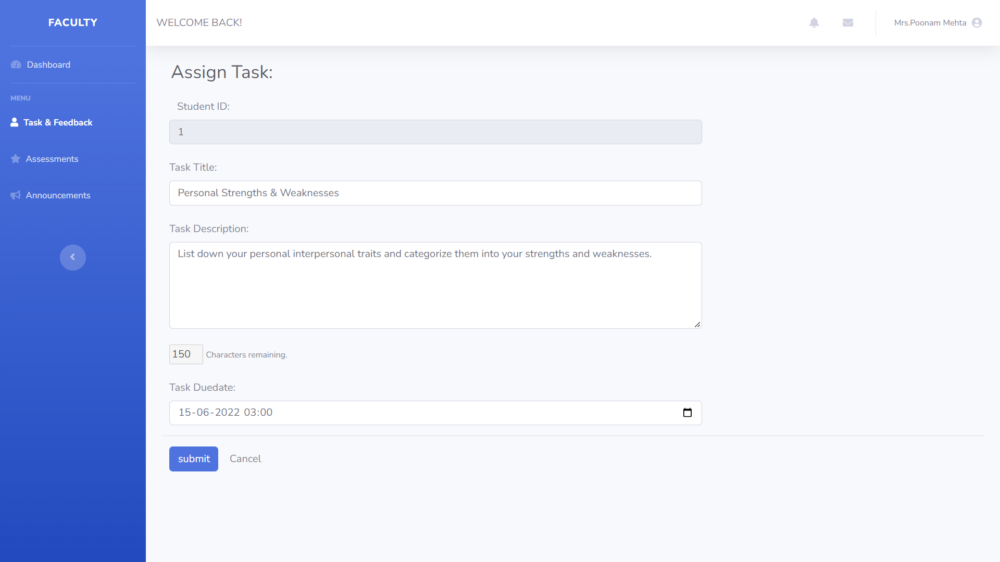 FACULTY
WELCOME BACK!
Mrs.Poonam Mehta
Dashboard
MENU
Task & Feedback
Assessments
Announcements
Assign Task:
Student ID:
1
Task Title:
Personal Strengths & Weaknesses
Task Description:
List down your personal interpersonal traits and categorize them into your strengths and weaknesses.
150 Characters remaining.
Task Duedate:
15-06-2022 03:00
submit Cancel